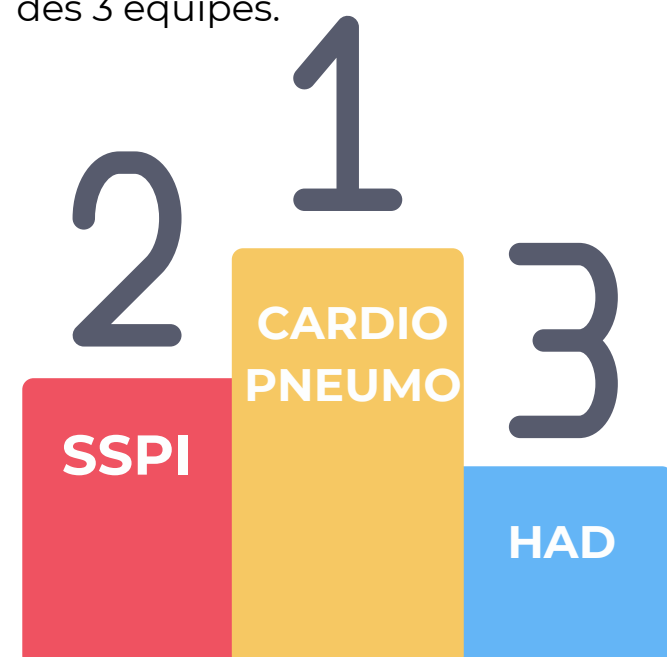 des 3 équipes.
1
2
CARDIO
PNEUMO
3
SSPI
HAD